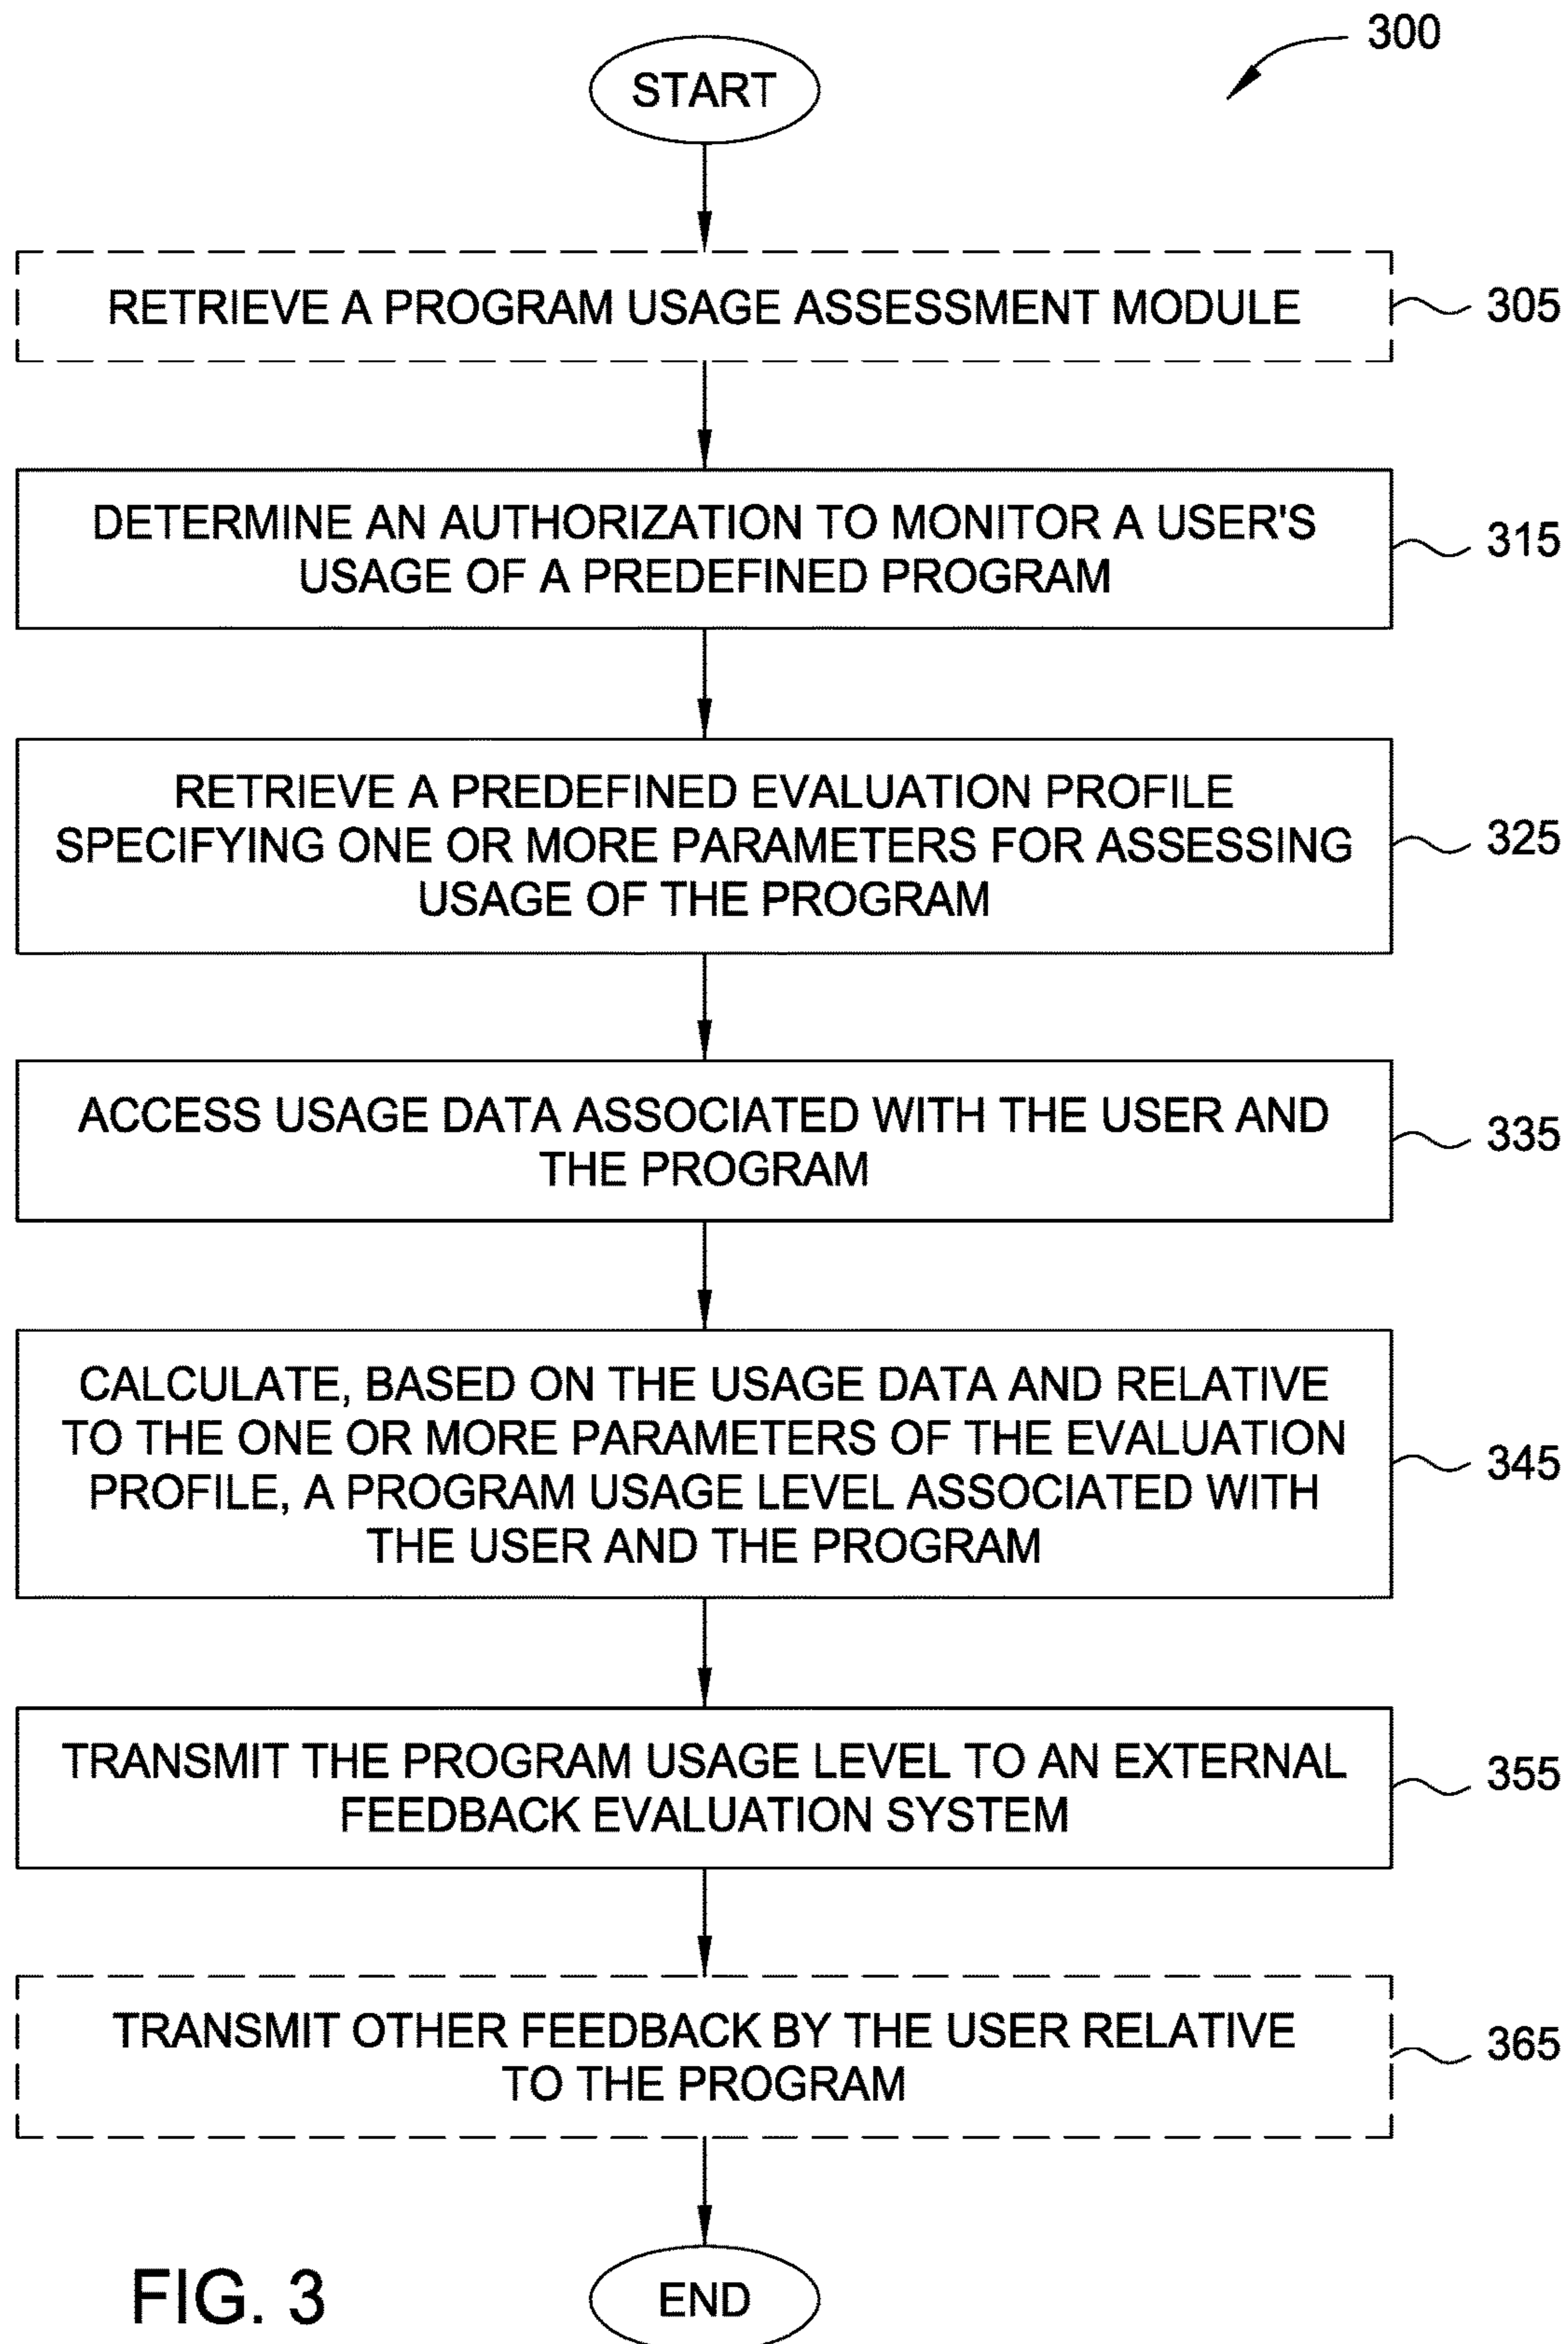 300
START
RETRIEVE A PROGRAM USAGE ASSESSMENT MODULE
305
DETERMINE AN AUTHORIZATION TO MONITOR A USER'S
USAGE OF A PREDEFINED PROGRAM
315
RETRIEVE A PREDEFINED EVALUATION PROFILE
SPECIFYING ONE OR MORE PARAMETERS FOR ASSESSING
USAGE OF THE PROGRAM
325
ACCESS USAGE DATA ASSOCIATED WITH THE USER AND
THE PROGRAM
335
CALCULATE, BASED ON THE USAGE DATA AND RELATIVE
TO THE ONE OR MORE PARAMETERS OF THE EVALUATION
PROFILE, A PROGRAM USAGE LEVEL ASSOCIATED WITH
THE USER AND THE PROGRAM
345
TRANSMIT THE PROGRAM USAGE LEVEL TO AN EXTERNAL
FEEDBACK EVALUATION SYSTEM
355
TRANSMIT OTHER FEEDBACK BY THE USER RELATIVE
TO THE PROGRAM
365
END
FIG. 3